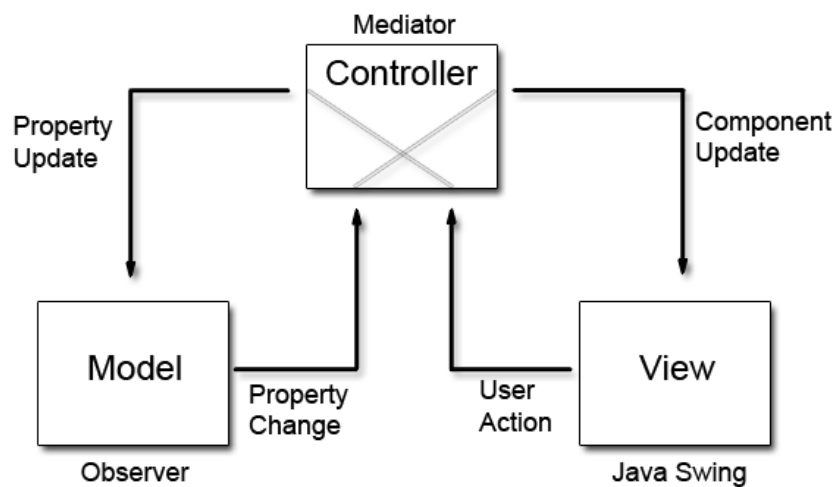 Mediator
Controller
Property
Update
Component
Update
Model
Property
Change
User
Action
View
Observer
Java Swing